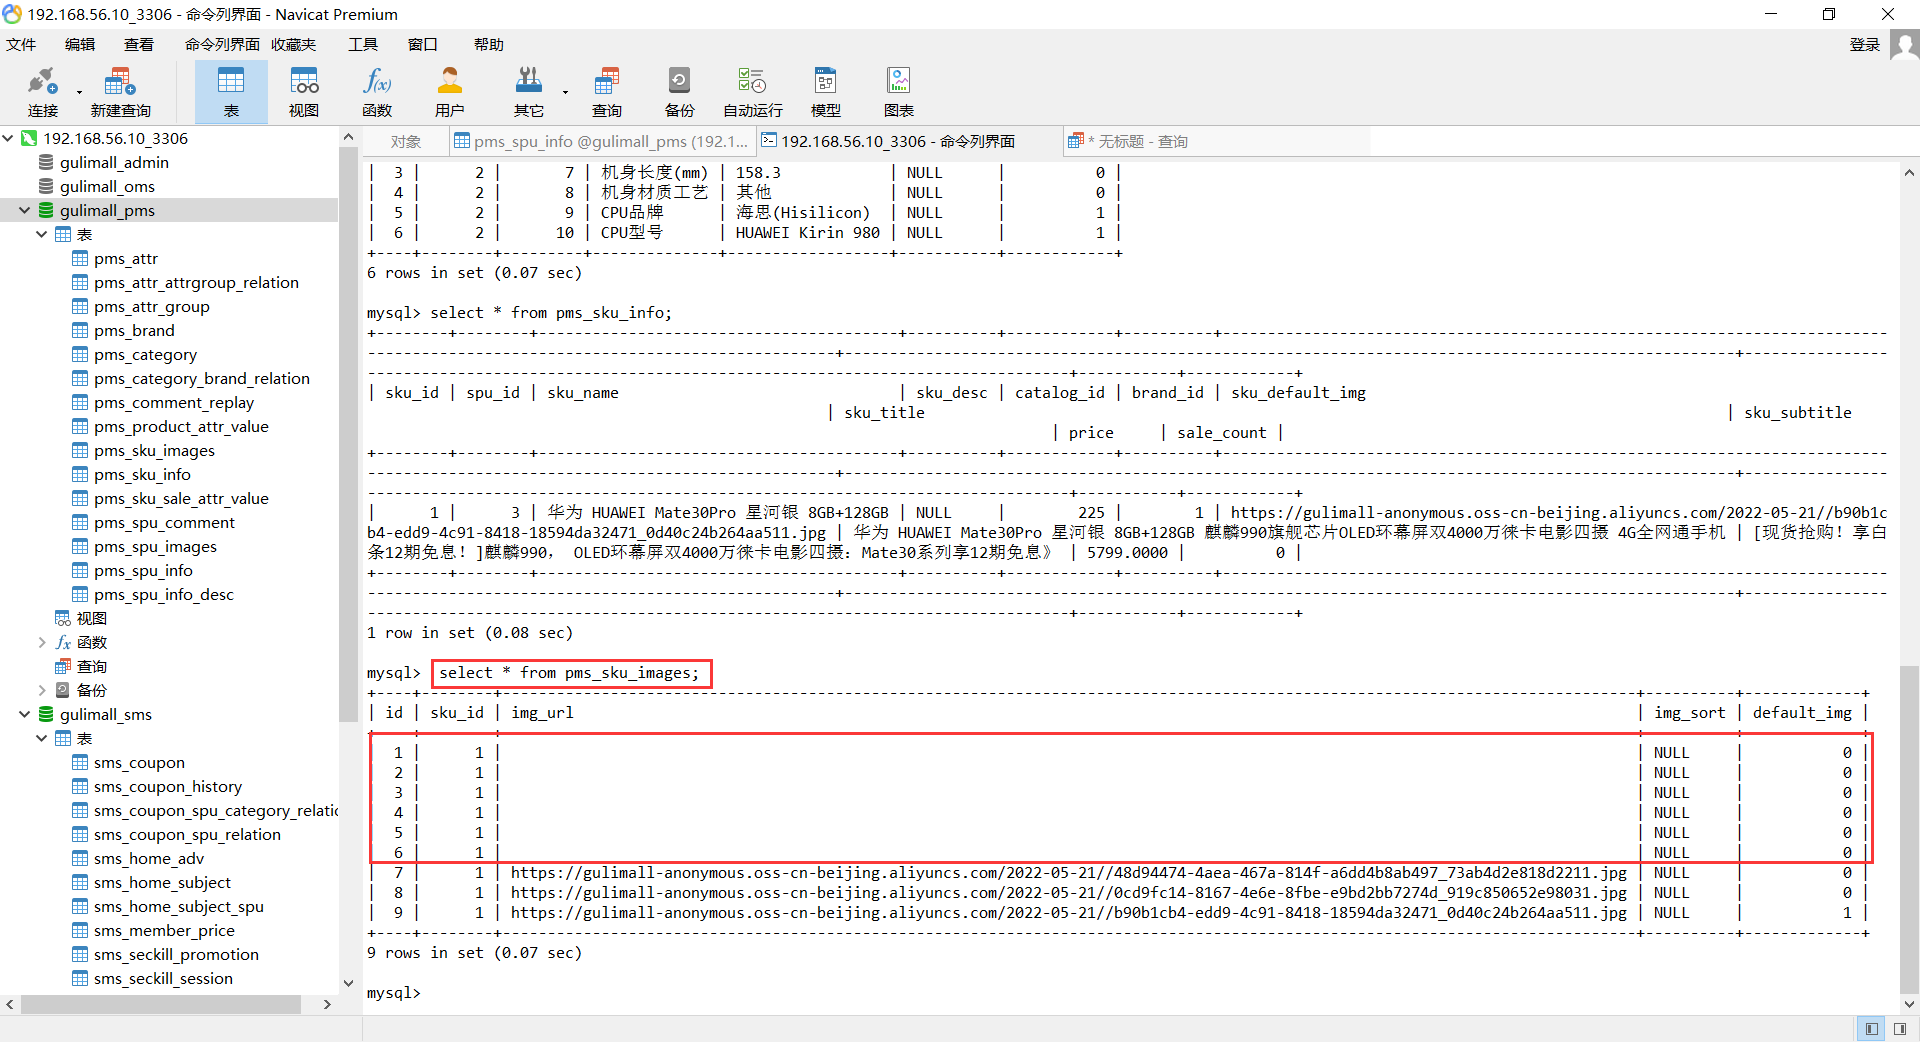 192.168.56.10_3306 - 命令列界面 - Navicat Premium
文件 编辑 查看 命令列界面 收藏夹 工具 窗口 帮助 登录
连接 新建查询 表 视图 函数 用户 其它 查询 备份 自动运行 模型 图表
192.168.56.10_3306
gulimall_admin
gulimall_oms
gulimall_pms
表
pms_attr
pms_attr_attrgroup_relation
pms_attr_group
pms_brand
pms_category
pms_category_brand_relation
pms_comment_replay
pms_product_attr_value
pms_sku_images
pms_sku_info
pms_sku_sale_attr_value
pms_spu_comment
pms_spu_images
pms_spu_info
pms_spu_info_desc
视图
函数
查询
备份
gulimall_sms
表
sms_coupon
sms_coupon_history
sms_coupon_spu_category_relatio
sms_coupon_spu_relation
sms_home_adv
sms_home_subject
sms_home_subject_spu
sms_member_price
sms_seckill_promotion
sms_seckill_session
对象 pms_spu_info @gulimall_pms (192.1... 192.168.56.10_3306 - 命令列界面 * 无标题 - 查询
| 3 | 2 | 7 | 机身长度(mm) | 158.3 | NULL | 0 |
| 4 | 2 | 8 | 机身材质工艺 | 其他 | NULL | 0 |
| 5 | 2 | 9 | CPU品牌 | 海思(Hisilicon) | NULL | 1 |
| 6 | 2 | 10 | CPU型号 | HUAWEI Kirin 980 | NULL | 1 |
6 rows in set (0.07 sec)
mysql> select * from pms_sku_info;
| sku_id | spu_id | sku_name | sku_desc | catalog_id | brand_id | sku_default_img
| sku_title | sku_subtitle
| price | sale_count |
| 1 | 3 | 华为 HUAWEI Mate30Pro 星河银 8GB+128GB | NULL | 225 | 1 | https://gulimall-anonymous.oss-cn-beijing.aliyuncs.com/2022-05-21//b90b1c
b4-edd9-4c91-8418-18594da32471_0d40c24b264aa511.jpg | 华为 HUAWEI Mate30Pro 星河银 8GB+128GB 麒麟990旗舰芯片OLED环幕屏双4000万徕卡电影四摄 4G全网通手机 | [现货抢购！享白
条12期免息！]麒麟990， OLED环幕屏双4000万徕卡电影四摄：Mate30系列享12期免息》 | 5799.0000 | 0 |
1 row in set (0.08 sec)
mysql> select * from pms_sku_images;
| id | sku_id | img_url | img_sort | default_img |
| 1 | 1 | | NULL | 0 |
| 2 | 1 | | NULL | 0 |
| 3 | 1 | | NULL | 0 |
| 4 | 1 | | NULL | 0 |
| 5 | 1 | | NULL | 0 |
| 6 | 1 | | NULL | 0 |
| 7 | 1 | https://gulimall-anonymous.oss-cn-beijing.aliyuncs.com/2022-05-21//48d94474-4aea-467a-814f-a6dd4b8ab497_73ab4d2e818d2211.jpg | NULL | 0 |
| 8 | 1 | https://gulimall-anonymous.oss-cn-beijing.aliyuncs.com/2022-05-21//0cd9fc14-8167-4e6e-8fbe-e9bd2bb7274d_919c850652e98031.jpg | NULL | 0 |
| 9 | 1 | https://gulimall-anonymous.oss-cn-beijing.aliyuncs.com/2022-05-21//b90b1cb4-edd9-4c91-8418-18594da32471_0d40c24b264aa511.jpg | NULL | 1 |
9 rows in set (0.07 sec)
mysql>